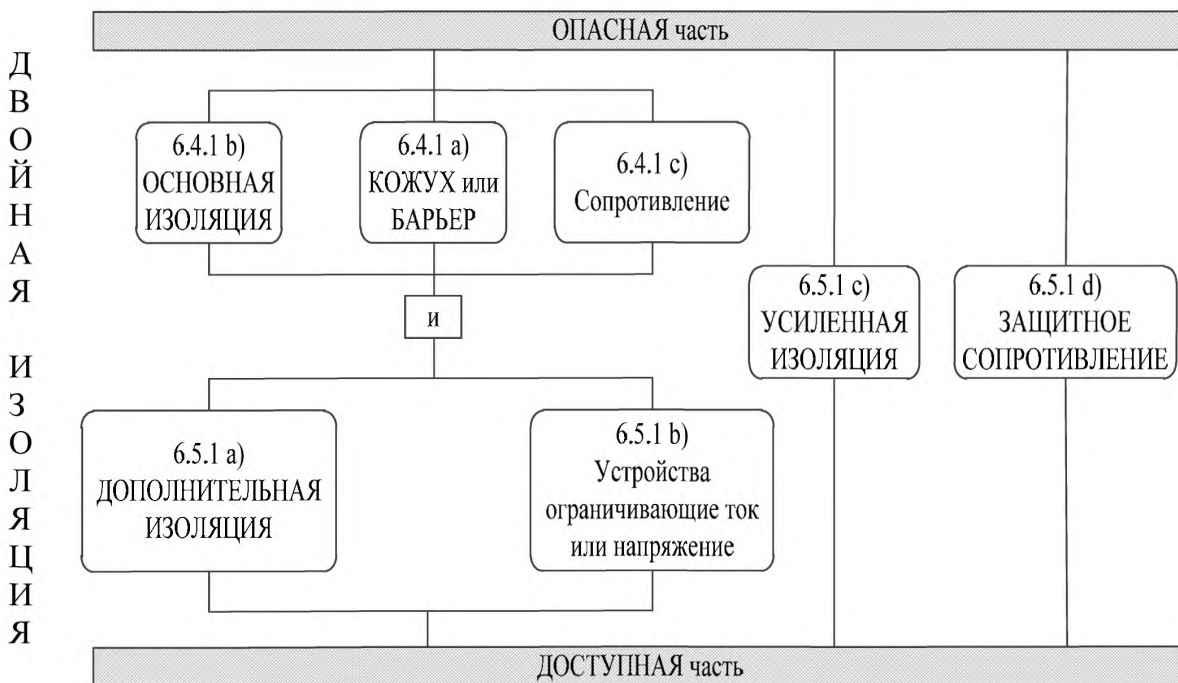 ОПАСНАЯ часть
ДВОЙНАЯ ИЗОЛЯЦИЯ
6.4.1 b)
ОСНОВНАЯ
ИЗОЛЯЦИЯ
6.4.1 a)
КОЖУХ или
БАРЬЕР
6.4.1 c)
Сопротивление
и
6.5.1 c)
УСИЛЕННАЯ
ИЗОЛЯЦИЯ
6.5.1 d)
ЗАЩИТНОЕ
СОПРОТИВЛЕНИЕ
6.5.1 a)
ДОПОЛНИТЕЛЬНАЯ
ИЗОЛЯЦИЯ
6.5.1 b)
Устройства
ограничивающие ток
или напряжение
ДОСТУПНАЯ часть